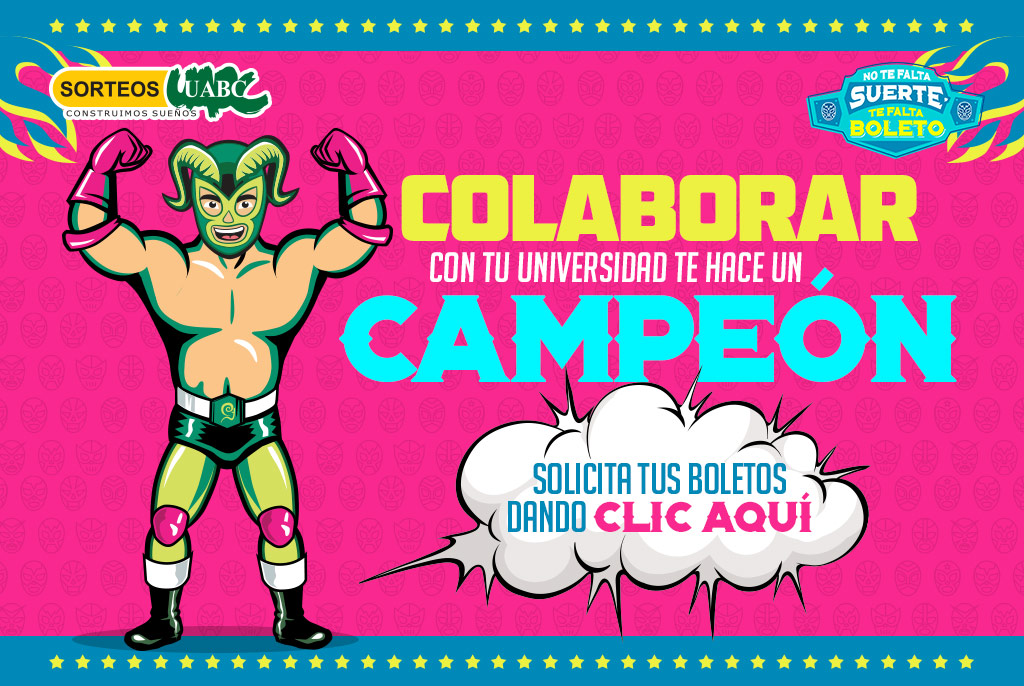 SORTEOS UABC
CONSTRUIMOS SUEÑOS
NO TE FALTA
SUERTE,
TE FALTA
BOLETO
COLABORAR
CON TU UNIVERSIDAD TE HACE UN
CAMPEÓN
SOLICITA TUS BOLETOS
DANDO CLIC AQUÍ